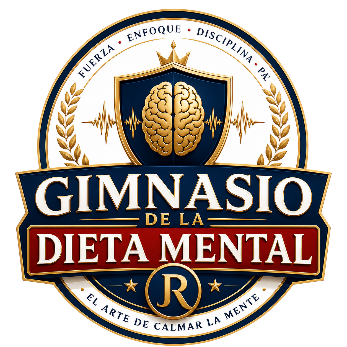 FUERZA • ENFOQUE • DISCIPLINA • PA
GIMNASIO
DE LA
DIETA MENTAL
JR
• EL ARTE DE CALMAR LA MENTE •